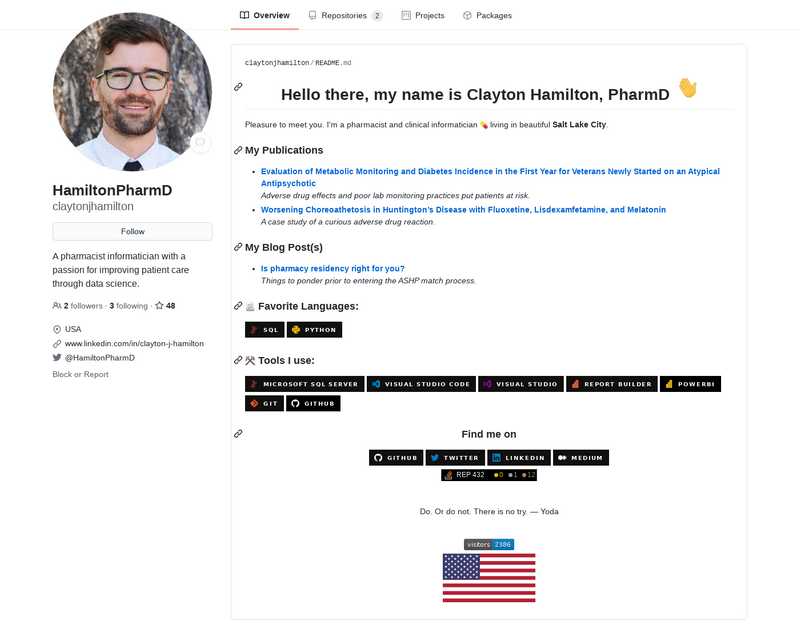 Overview Repositories 2 Projects Packages
HamiltonPharmD
claytonjhamilton
Follow
A pharmacist informatician with a
passion for improving patient care
through data science.
2 followers · 3 following · 48
USA
www.linkedin.com/in/clayton-j-hamilton
@HamiltonPharmD
Block or Report
claytonjhamilton / README.md
Hello there, my name is Clayton Hamilton, PharmD
Pleasure to meet you. I'm a pharmacist and clinical informatician 💊 living in beautiful Salt Lake City.
My Publications
• Evaluation of Metabolic Monitoring and Diabetes Incidence in the First Year for Veterans Newly Started on an Atypical
Antipsychotic
Adverse drug effects and poor lab monitoring practices put patients at risk.
• Worsening Choreoathetosis in Huntington's Disease with Fluoxetine, Lisdexamfetamine, and Melatonin
A case study of a curious adverse drug reaction.
My Blog Post(s)
• Is pharmacy residency right for you?
Things to ponder prior to entering the ASHP match process.
Favorite Languages:
SQL PYTHON
Tools I use:
MICROSOFT SQL SERVER VISUAL STUDIO CODE VISUAL STUDIO REPORT BUILDER POWERBI
GIT GITHUB
Find me on
GITHUB TWITTER LINKEDIN MEDIUM
REP 432 0 1 12
Do. Or do not. There is no try. — Yoda
visitors 2386